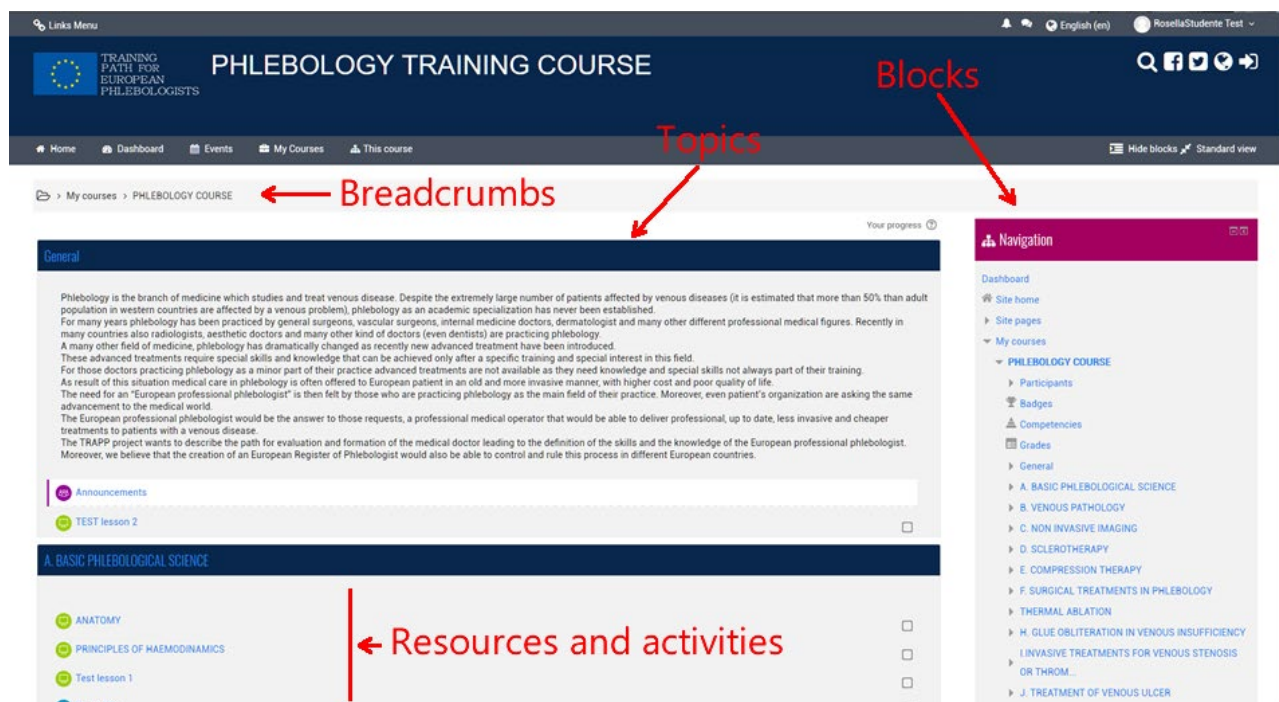 Links Menu
English (en)
RosellaStudente Test
TRAINING
PATH FOR
EUROPEAN
PHLEBOLOGISTS
PHLEBOLOGY TRAINING COURSE
Blocks
Topics
Home
Dashboard
Events
My Courses
This course
Hide blocks
Standard view
> My courses > PHLEBOLOGY COURSE
Breadcrumbs
Your progress
General
Phlebology is the branch of medicine which studies and treat venous disease. Despite the extremely large number of patients affected by venous diseases (it is estimated that more than 50% than adult
population in western countries are affected by a venous problem), phlebology as an academic specialization has never been established.
For many years phlebology has been practiced by general surgeons, vascular surgeons, internal medicine doctors, dermatologist and many other different professional medical figures. Recently in
many countries also radiologists, aesthetic doctors and many other kind of doctors (even dentists) are practicing phlebology.
A many other field of medicine, phlebology has dramatically changed as recently new advanced treatment have been introduced.
These advanced treatments require special skills and knowledge that can be achieved only after a specific training and special interest in this field.
For those doctors practicing phlebology as a minor part of their practice advanced treatments are not available as they need knowledge and special skills not always part of their training.
As result of this situation medical care in phlebology is often offered to European patient in an old and more invasive manner, with higher cost and poor quality of life.
The need for an "European professional phlebologist" is then felt by those who are practicing phlebology as the main field of their practice. Moreover, even patient's organization are asking the same
advancement to the medical world.
The European professional phlebologist would be the answer to those requests, a professional medical operator that would be able to deliver professional, up to date, less invasive and cheaper
treatments to patients with a venous disease.
The TRAPP project wants to describe the path for evaluation and formation of the medical doctor leading to the definition of the skills and the knowledge of the European professional phlebologist.
Moreover, we believe that the creation of an European Register of Phlebologist would also be able to control and rule this process in different European countries.
Announcements
TEST lesson 2
A. BASIC PHLEBOLOGICAL SCIENCE
ANATOMY
PRINCIPLES OF HAEMODINAMICS
Test lesson 1
Resources and activities
Navigation
Dashboard
Site home
Site pages
My courses
PHLEBOLOGY COURSE
Participants
Badges
Competencies
Grades
General
A. BASIC PHLEBOLOGICAL SCIENCE
B. VENOUS PATHOLOGY
C. NON INVASIVE IMAGING
D. SCLEROTHERAPY
E. COMPRESSION THERAPY
F. SURGICAL TREATMENTS IN PHLEBOLOGY
THERMAL ABLATION
H. GLUE OBLITERATION IN VENOUS INSUFFICIENCY
I.INVASIVE TREATMENTS FOR VENOUS STENOSIS
OR THROM...
J. TREATMENT OF VENOUS ULCER